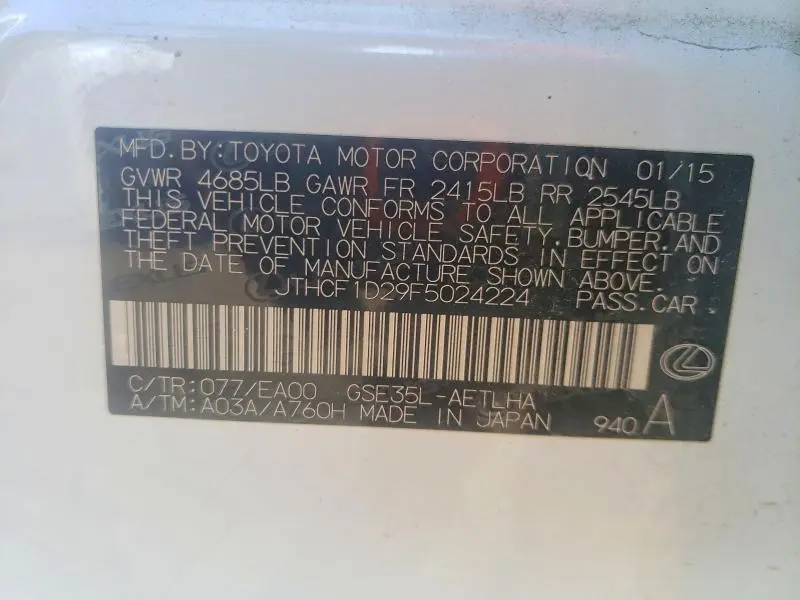 MFD.BY:TOYOTA MOTOR CORPORATION 01/15
GVWR 4685LB GAWR FR 2415LB RR 2545LB
THIS VEHICLE CONFORMS TO ALL APPLICABLE
FEDERAL MOTOR VEHICLE SAFETY,BUMPER,AND
THEFT PREVENTION STANDARDS IN EFFECT ON
THE DATE OF MANUFACTURE SHOWN ABOVE.
JTHCF1D29F5024224 PASS.CAR
C/TR:077/EA00 GSE35L-AETLHA
A/TM:A03A/A760H MADE IN JAPAN 940 A